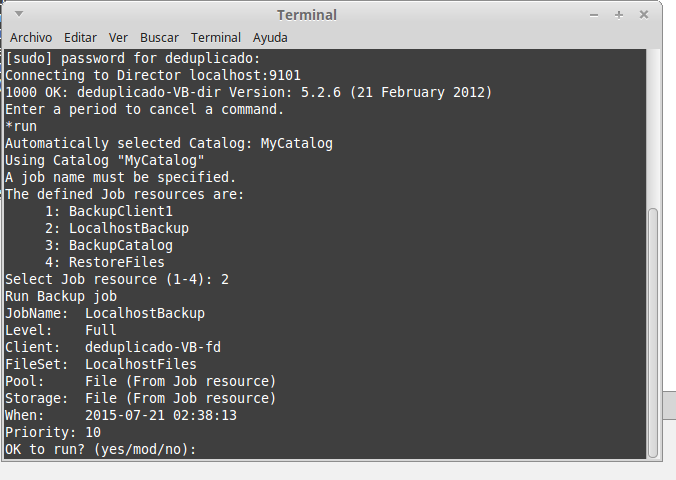 Terminal
Archivo Editar Ver Buscar Terminal Ayuda
[sudo] password for deduplicado:
Connecting to Director localhost:9101
1000 OK: deduplicado-VB-dir Version: 5.2.6 (21 February 2012)
Enter a period to cancel a command.
*run
Automatically selected Catalog: MyCatalog
Using Catalog "MyCatalog"
A job name must be specified.
The defined Job resources are:
     1: BackupClient1
     2: LocalhostBackup
     3: BackupCatalog
     4: RestoreFiles
Select Job resource (1-4): 2
Run Backup job
JobName:  LocalhostBackup
Level:    Full
Client:   deduplicado-VB-fd
FileSet:  LocalhostFiles
Pool:     File (From Job resource)
Storage:  File (From Job resource)
When:     2015-07-21 02:38:13
Priority: 10
OK to run? (yes/mod/no):